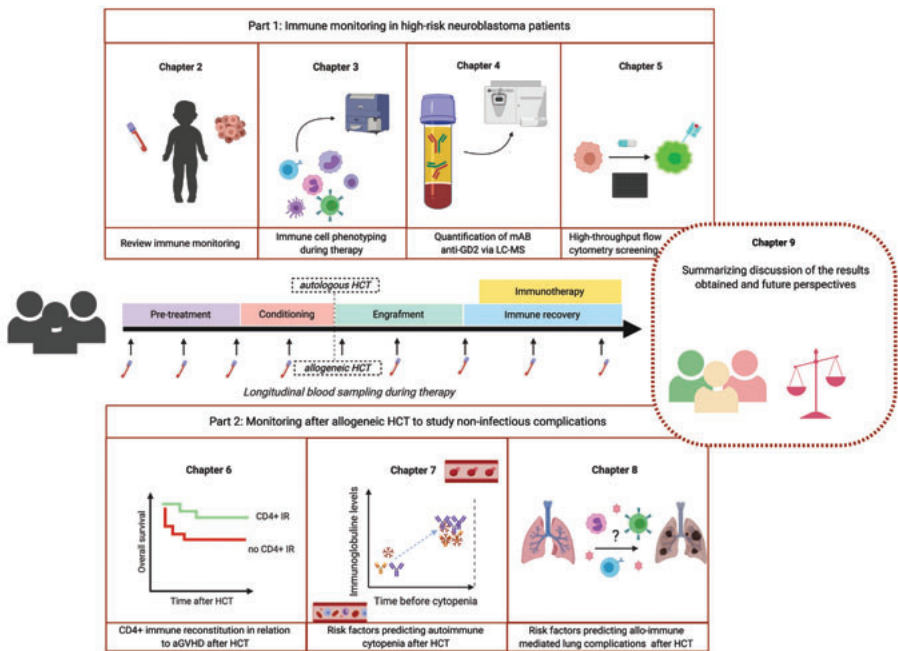 Part 1: Immune monitoring in high-risk neuroblastoma patients
Chapter 2
Chapter 3
Chapter 4
Chapter 5
Review immune monitoring
Immune cell phenotyping
during therapy
Quantification of mAB
anti-GD2 via LC-MS
High-throughput flow
cytometry screening
Chapter 9
Summarizing discussion of the results
obtained and future perspectives
autologous HCT
Immunotherapy
Pre-treatment
Conditioning
Engrafment
Immune recovery
allogeneic HCT
Longitudinal blood sampling during therapy
Part 2: Monitoring after allogeneic HCT to study non-infectious complications
Chapter 6
Overall survival
CD4+ IR
no CD4+ IR
Time after HCT
CD4+ immune reconstitution in relation
to aGVHD after HCT
Chapter 7
Immunoglobuline levels
Time before cytopenia
Risk factors predicting autoimmune
cytopenia after HCT
Chapter 8
?
Risk factors predicting allo-immune
mediated lung complications after HCT